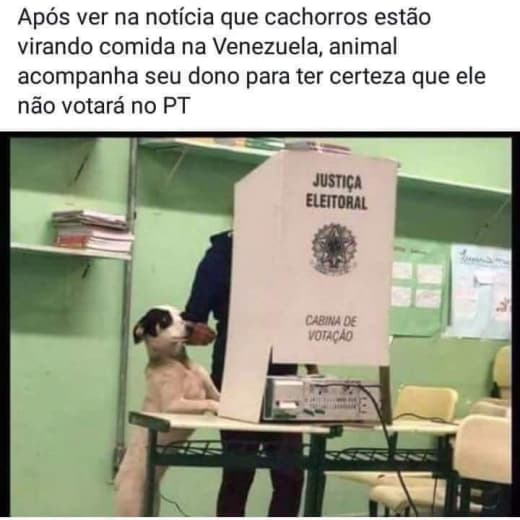 Após ver na notícia que cachorros estão
virando comida na Venezuela, animal
acompanha seu dono para ter certeza que ele
não votará no PT
JUSTIÇA
ELEITORAL
CABINA DE
VOTAÇÃO